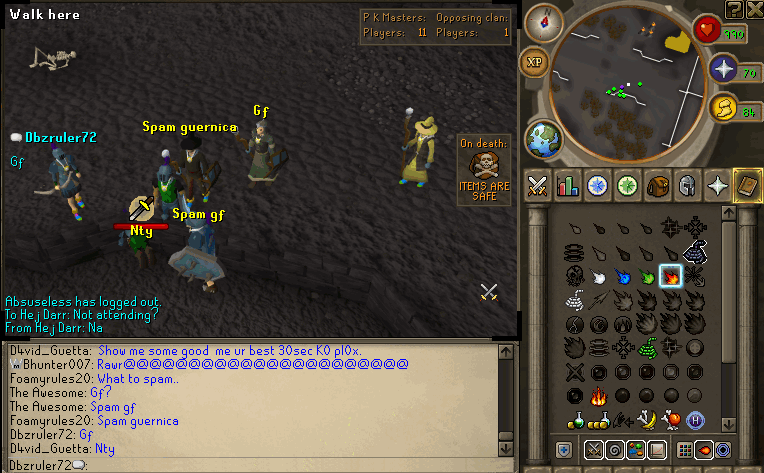 Walk here
P K Masters: Opposing clan:
Players: 11 Players: 1
990
XP
70
84
Gf
Spam guernica
Dbzruler72
Gf
On death:
ITEMS ARE
SAFE
Spam gf
Nty
Absuseless has logged out.
To Hej Darr: Not attending?
From Hej Darr: Na
D4vid_Guetta: Show me some good me ur best 30sec KO pl0x.
Bhunter007: Rawr@@@@@@@@@@@@@@@@@@@@@@
Foamyrules20: What to spam..
The Awesome: Gf?
The Awesome: Spam gf
Foamyrules20: Spam guernica
Dbzruler72: Gf
D4vid_Guetta: Nty
Dbzruler72:
H